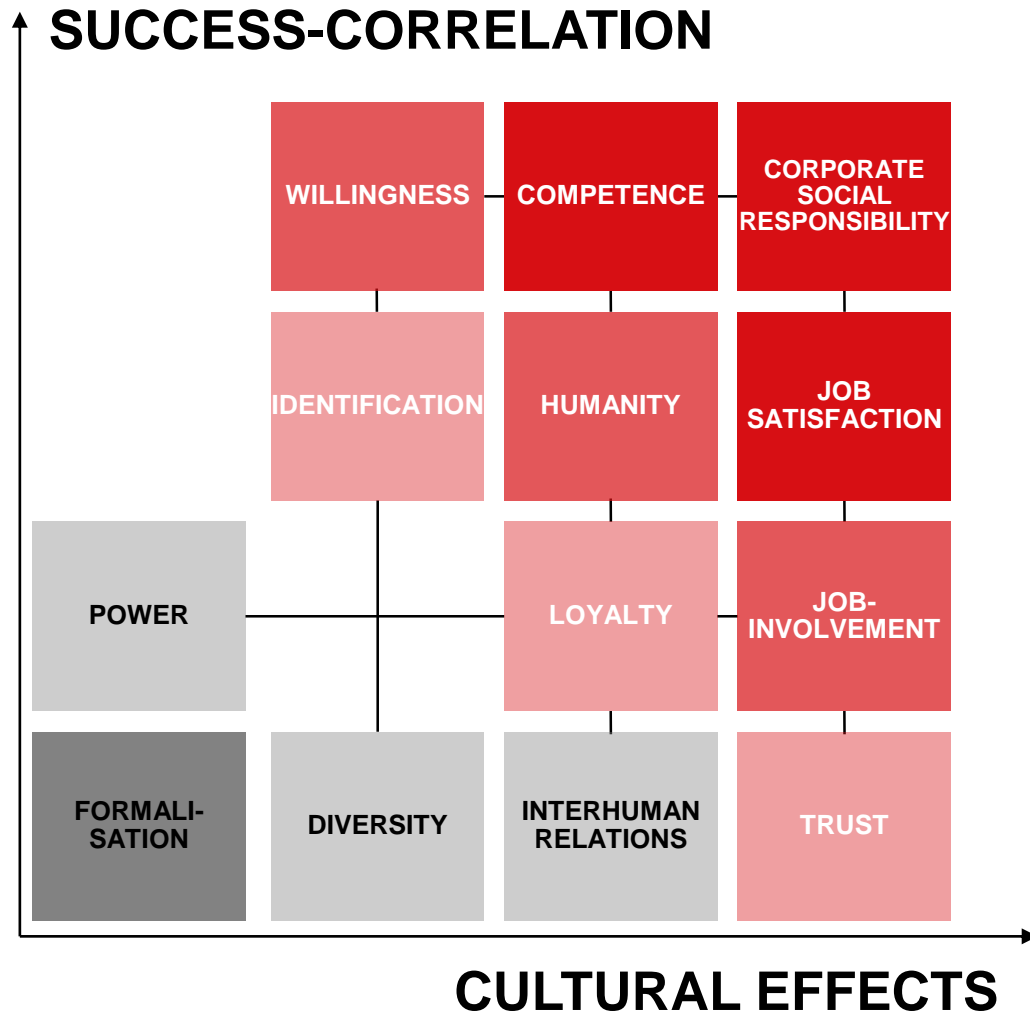 SUCCESS-CORRELATION
WILLINGNESS
COMPETENCE
CORPORATE
SOCIAL
RESPONSIBILITY
IDENTIFICATION
HUMANITY
JOB
SATISFACTION
POWER
LOYALTY
JOB-
INVOLVEMENT
FORMALI-
SATION
DIVERSITY
INTERHUMAN
RELATIONS
TRUST
CULTURAL EFFECTS